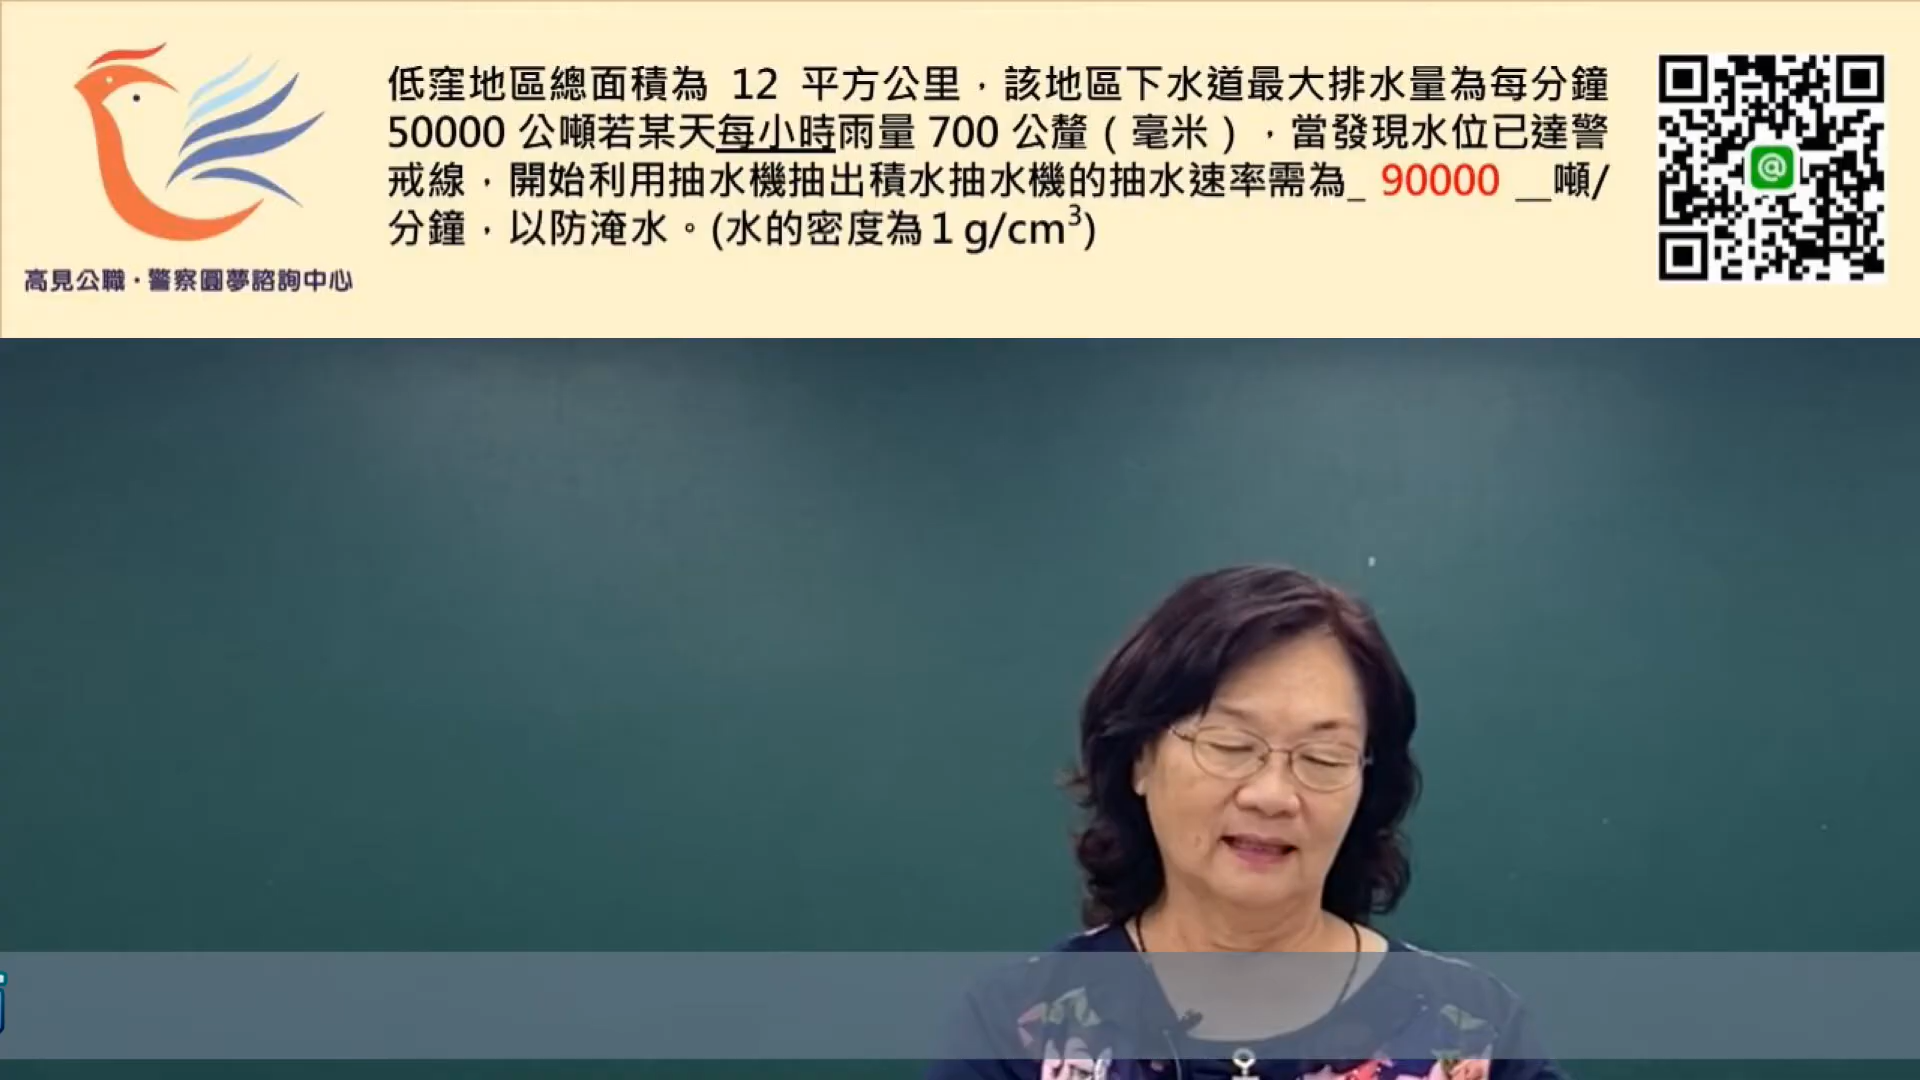 低窪地區總面積為 12 平方公里，該地區下水道最大排水量為每分鐘
50000 公噸若某天每小時雨量 700 公釐（毫米），當發現水位已達警
戒線，開始利用抽水機抽出積水抽水機的抽水速率需為_ 90000 __噸/
分鐘，以防淹水。(水的密度為1 g/cm³)
高見公職·警察圓夢諮詢中心
@